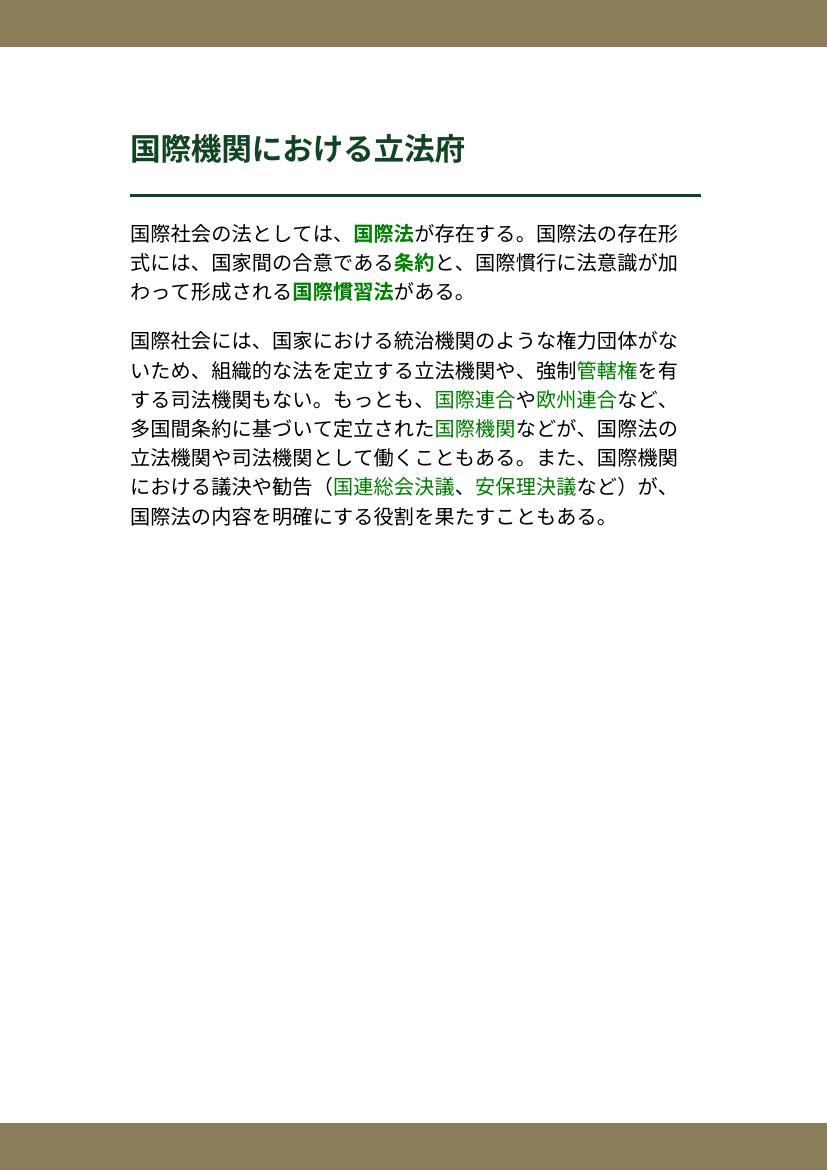 国際機関における立法府
国際社会の法としては、国際法が存在する。国際法の存在形
式には、国家間の合意である条約と、国際慣行に法意識が加
わって形成される国際慣習法がある。
国際社会には、国家における統治機関のような権力団体がな
いため、組織的な法を定立する立法機関や、強制管轄権を有
する司法機関もない。もっとも、国際連合や欧州連合など、
多国間条約に基づいて定立された国際機関などが、国際法の
立法機関や司法機関として働くこともある。また、国際機関
における議決や勧告（国連総会決議、安保理決議など）が、
国際法の内容を明確にする役割を果たすこともある。